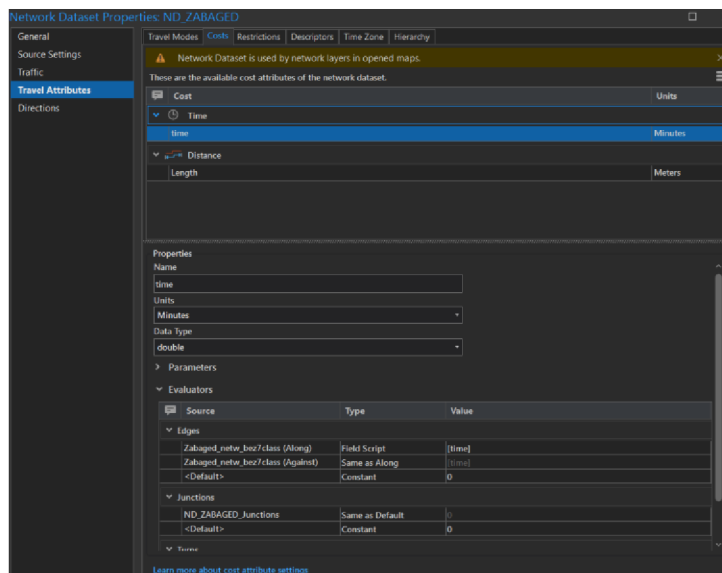 Network Dataset Properties: ND_ZABAGED
General
Source Settings
Traffic
Travel Attributes
Directions
Travel Modes Costs Restrictions Descriptors Time Zone Hierarchy
Network Dataset is used by network layers in opened maps.
These are the available cost attributes of the network dataset.
Cost Units
Time
time Minutes
Distance
Length Meters
Properties
Name
time
Units
Minutes
Data Type
double
Parameters
Evaluators
Source Type Value
Edges
Zabaged_netw_bez7class (Along) Field Script [time]
Zabaged_netw_bez7class (Against) Same as Along [time]
<Default> Constant 0
Junctions
ND_ZABAGED_Junctions Same as Default 0
<Default> Constant 0
Turns
Learn more about cost attribute settings